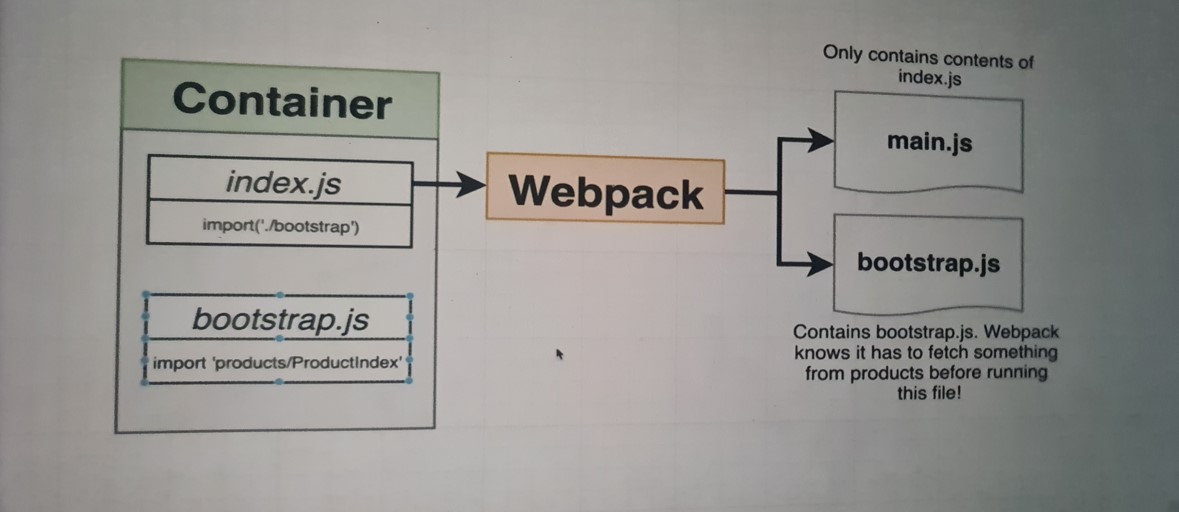 Container
index.js
import('./bootstrap')
bootstrap.js
import 'products/ProductIndex'
Webpack
Only contains contents of
index.js
main.js
bootstrap.js
Contains bootstrap.js. Webpack
knows it has to fetch something
from products before running
this file!